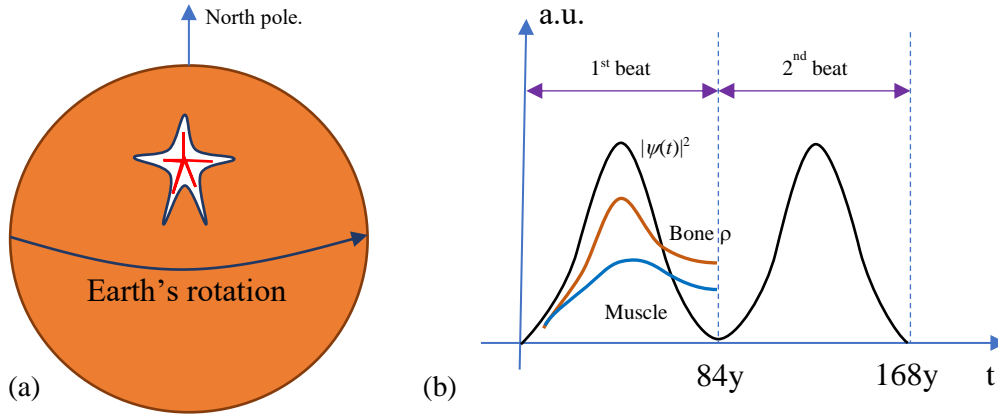 North pole.
Earth's rotation
(a)
a.u.
1st beat
2nd beat
|ψ(t)|2
Bone ρ
Muscle
84y
168y
t
(b)